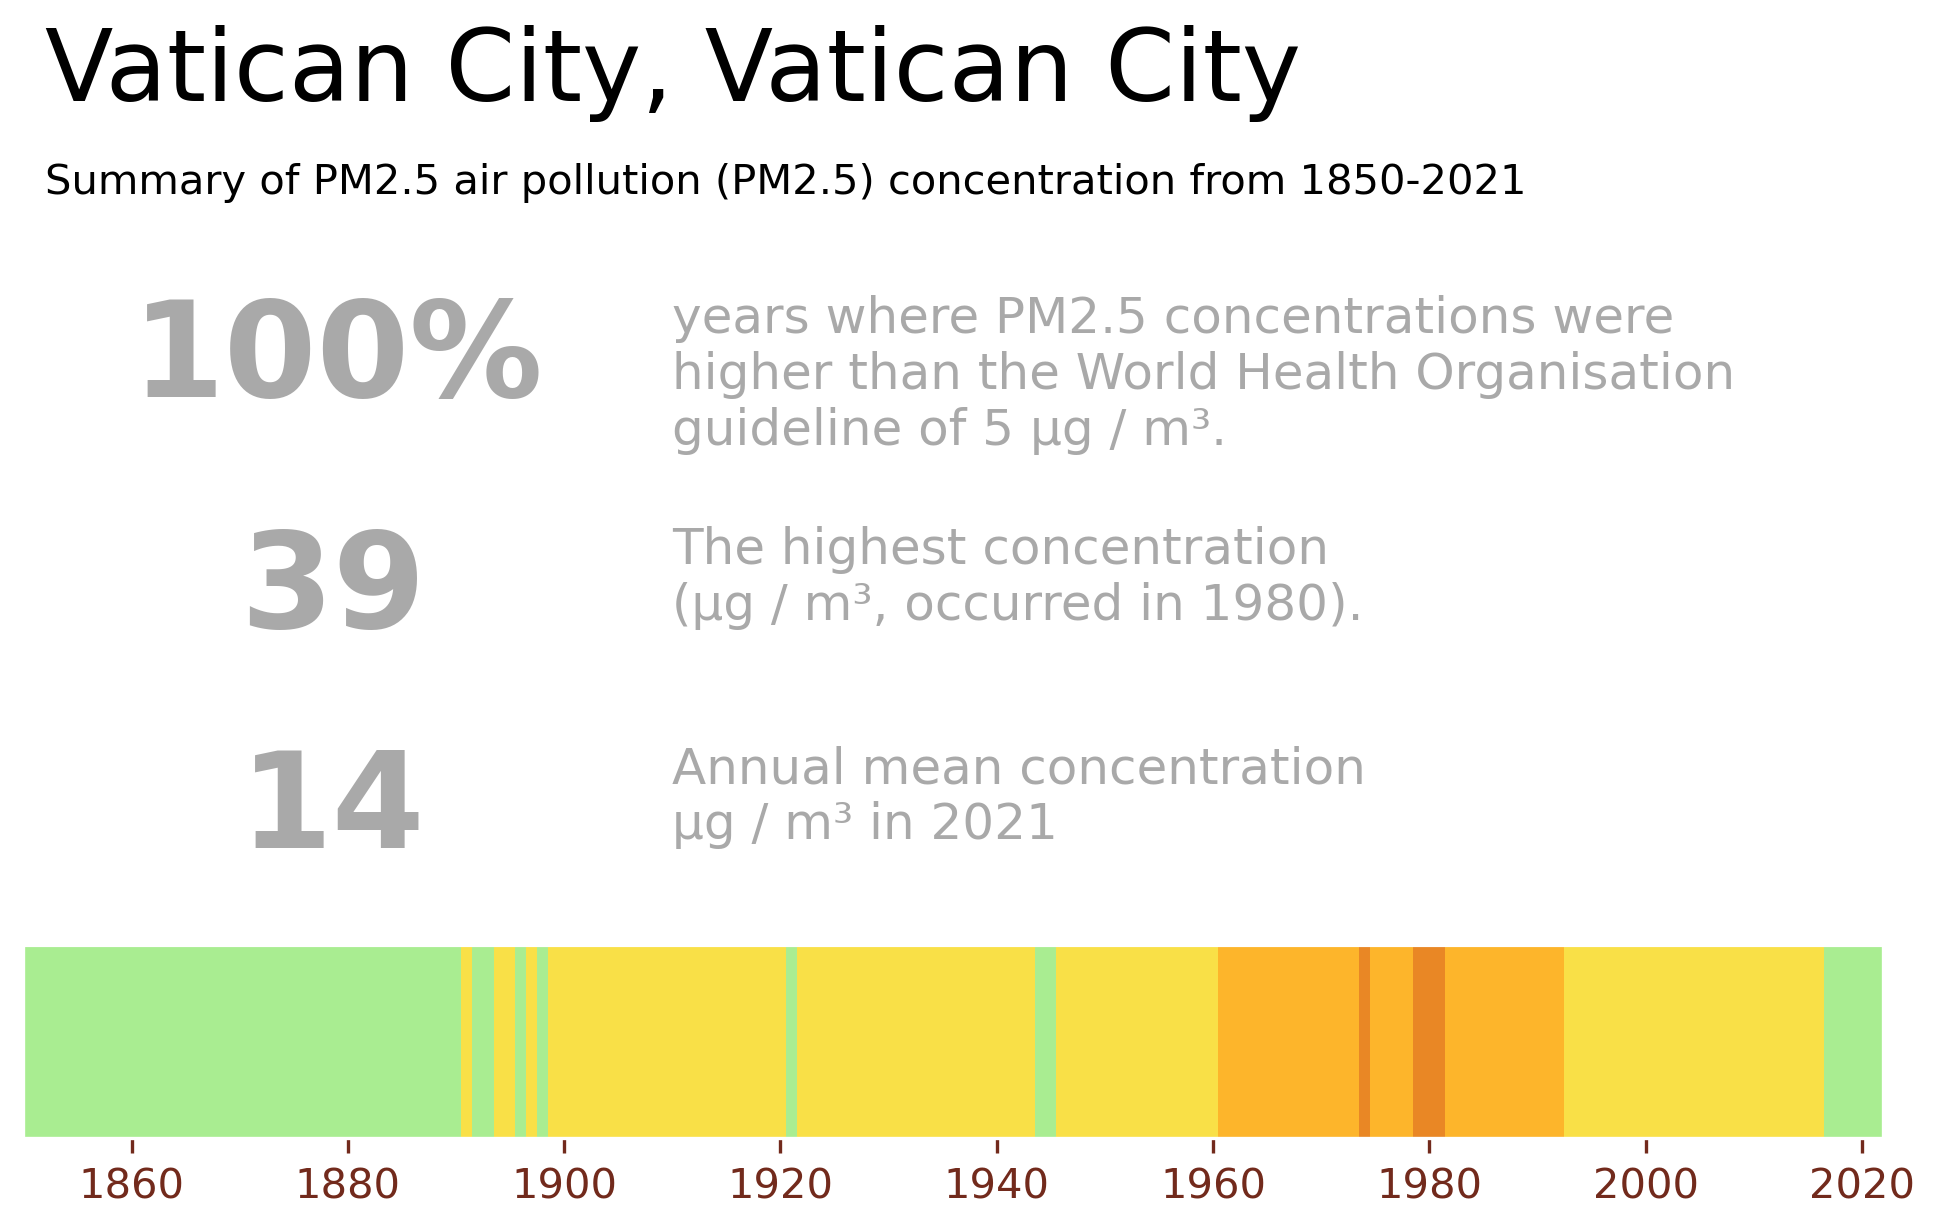 Vatican City, Vatican City
Summary of PM2.5 air pollution (PM2.5) concentration from 1850-2021
100%
years where PM2.5 concentrations were
higher than the World Health Organisation
guideline of 5 µg / m³.
39
The highest concentration
(µg / m³, occurred in 1980).
14
Annual mean concentration
µg / m³ in 2021
1860 1880 1900 1920 1940 1960 1980 2000 2020